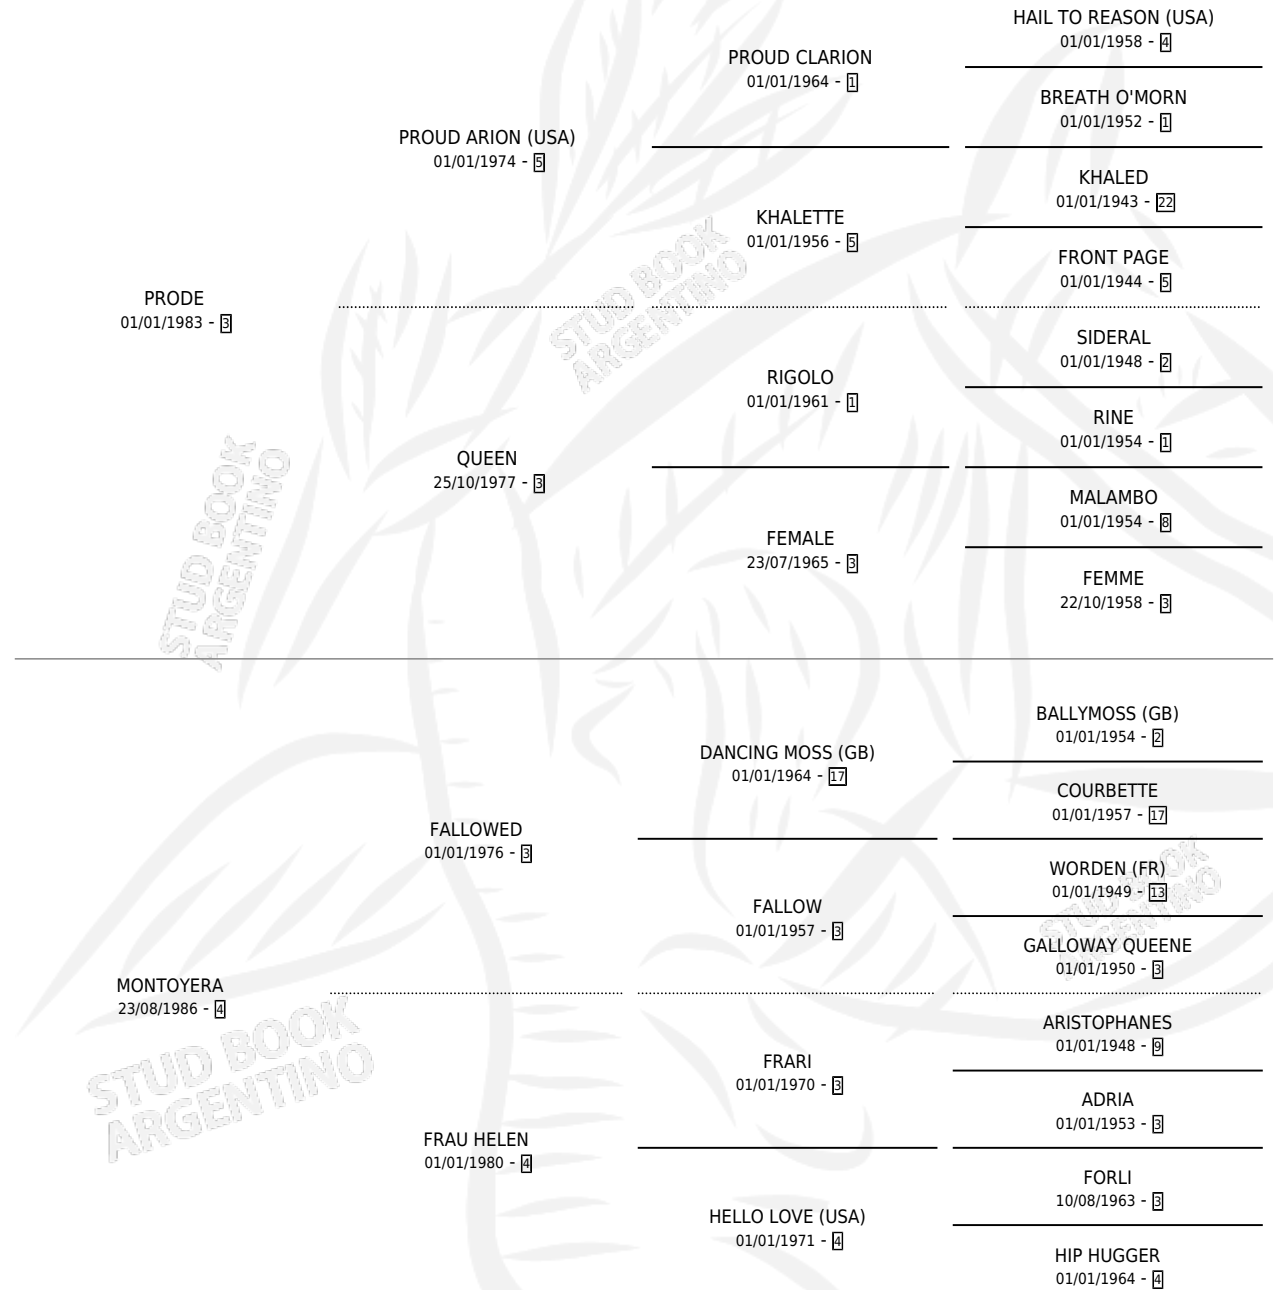 HAIL TO REASON (USA)
01/01/1958 - 4
PROUD CLARION
01/01/1964 - 1
BREATH O'MORN
01/01/1952 - 1
PROUD ARION (USA)
01/01/1974 - 5
KHALED
01/01/1943 - 22
KHALETTE
01/01/1956 - 5
FRONT PAGE
01/01/1944 - 5
PRODE
01/01/1983 - 3
SIDERAL
01/01/1948 - 2
RIGOLO
01/01/1961 - 1
RINE
01/01/1954 - 1
QUEEN
25/10/1977 - 3
MALAMBO
01/01/1954 - 8
FEMALE
23/07/1965 - 3
FEMME
22/10/1958 - 3
STUD BOOK
ARGENTINO
STUD BOOK
ARGENTINO
BALLYMOSS (GB)
01/01/1954 - 2
DANCING MOSS (GB)
01/01/1964 - 17
COURBETTE
01/01/1957 - 17
FALLOWED
01/01/1976 - 3
WORDEN (FR)
01/01/1949 - 13
FALLOW
01/01/1957 - 3
GALLOWAY QUEENE
01/01/1950 - 3
MONTOYERA
23/08/1986 - 4
ARISTOPHANES
01/01/1948 - 9
FRARI
01/01/1970 - 3
ADRIA
01/01/1953 - 3
FRAU HELEN
01/01/1980 - 4
FORLI
10/08/1963 - 3
HELLO LOVE (USA)
01/01/1971 - 4
HIP HUGGER
01/01/1964 - 4
STUD BOOK
ARGENTINO
STUD BOOK
ARGENTINO